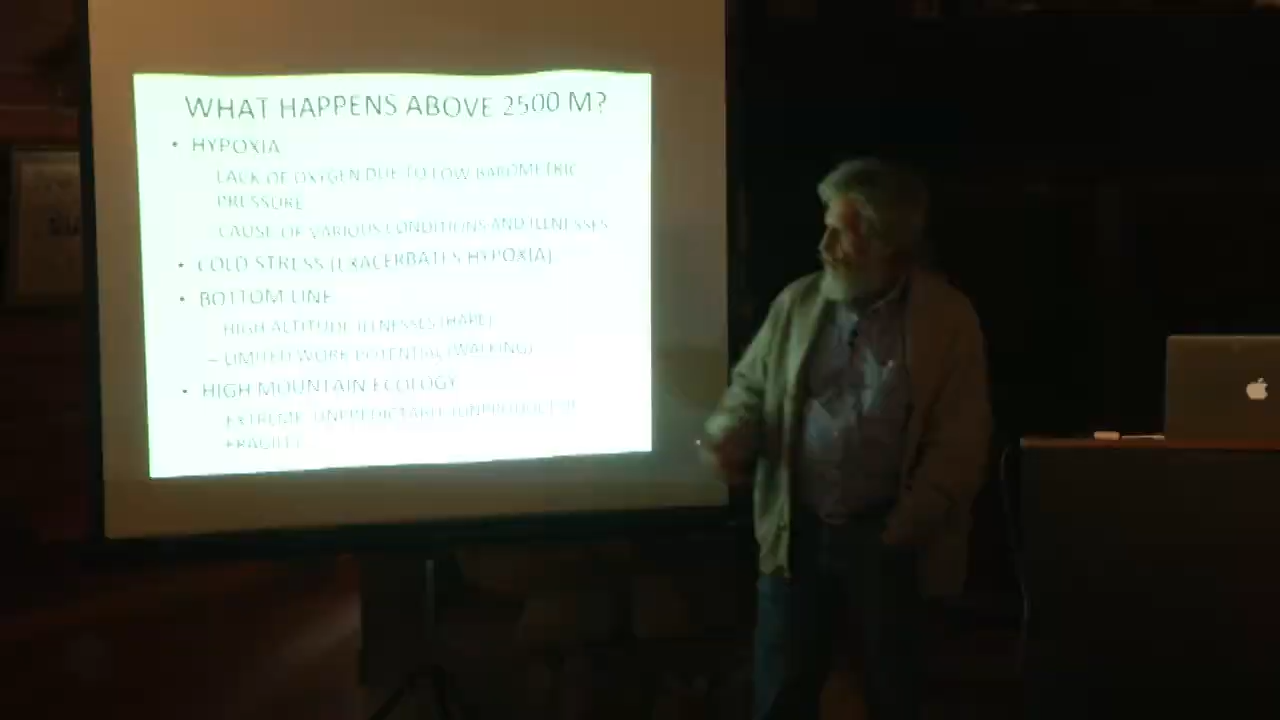 WHAT HAPPENS ABOVE 2500 M?
• HYPOXIA
LACK OF OXYGEN DUE TO LOW BAROMETRIC
PRESSURE
CAUSE OF VARIOUS CONDITIONS AND ILLNESSES
• COLD STRESS (EXACERBATES HYPOXIA)
• BOTTOM LINE
HIGH ALTITUDE ILLNESSES (HAPE)
– LIMITED WORK POTENTIAL (WALKING)
• HIGH MOUNTAIN ECOLOGY
EXTREME,
FRAGILE